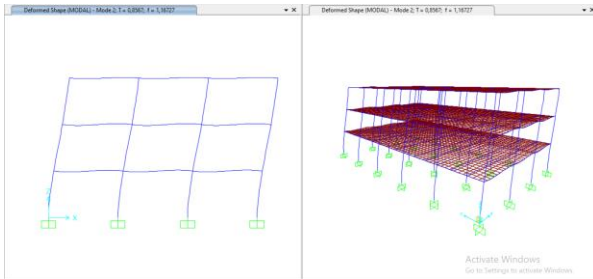 Deformed Shape (MODAL) - Mode 2; T = 0,8567; f = 1,16727
Deformed Shape (MODAL) - Mode 2; T = 0,8567; f = 1,16727
X
Activate Windows
Go to Settings to activate Windows.